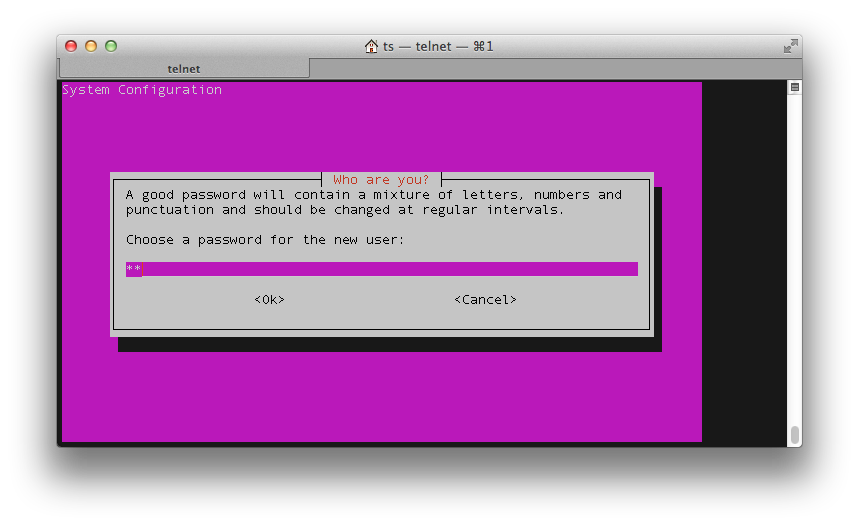 ts — telnet — ⌘1
telnet
System Configuration
Who are you?
A good password will contain a mixture of letters, numbers and
punctuation and should be changed at regular intervals.
Choose a password for the new user:
**
<Ok> <Cancel>